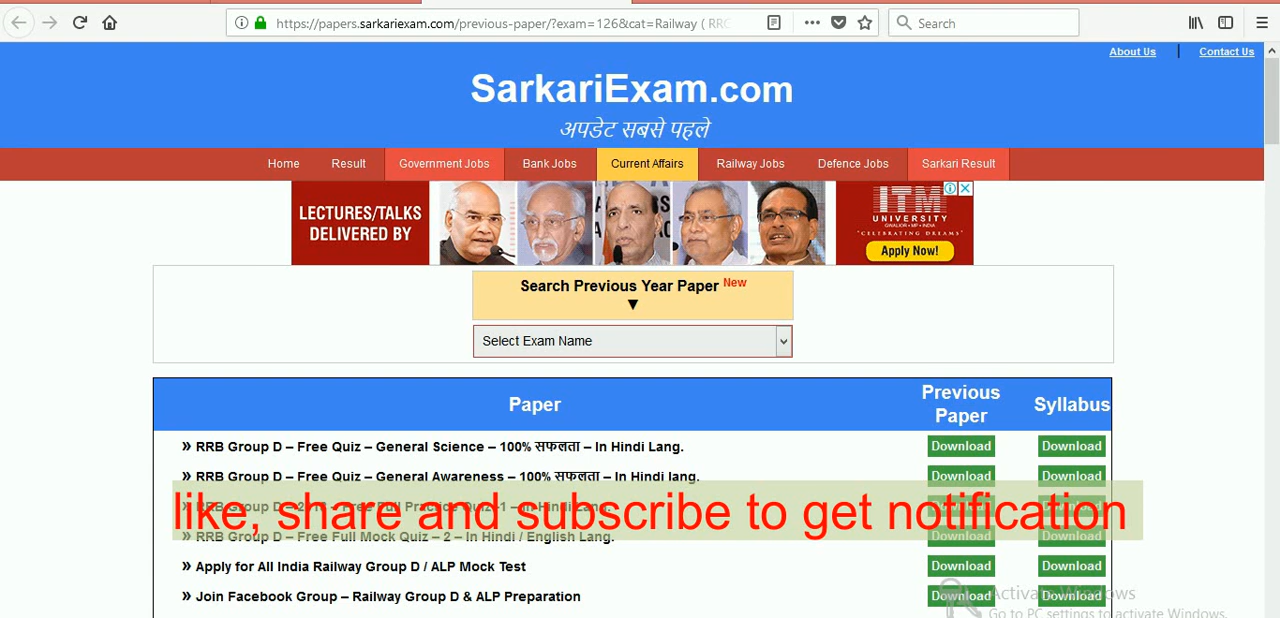 https://papers.sarkariexam.com/previous-paper/?exam=126&cat=Railway ( RRC
Search
About Us | Contact Us
SarkariExam.com
अपडेट सबसे पहले
Home Result Government Jobs Bank Jobs Current Affairs Railway Jobs Defence Jobs Sarkari Result
LECTURES/TALKS
DELIVERED BY
ITM
UNIVERSITY
GWALIOR • MP • INDIA
"CELEBRATING DREAMS"
Apply Now!
Search Previous Year Paper New
▼
Select Exam Name
Paper Previous Paper Syllabus
» RRB Group D – Free Quiz – General Science – 100% सफलता – In Hindi Lang. Download Download
» RRB Group D – Free Quiz – General Awareness – 100% सफलता – In Hindi lang. Download Download
like, share and subscribe to get notification
» RRB Group D – Free Full Mock Quiz – 2 – In Hindi / English Lang. Download Download
» Apply for All India Railway Group D / ALP Mock Test Download Download
» Join Facebook Group – Railway Group D & ALP Preparation Download Download
Activate Windows
Go to PC settings to activate Windows.